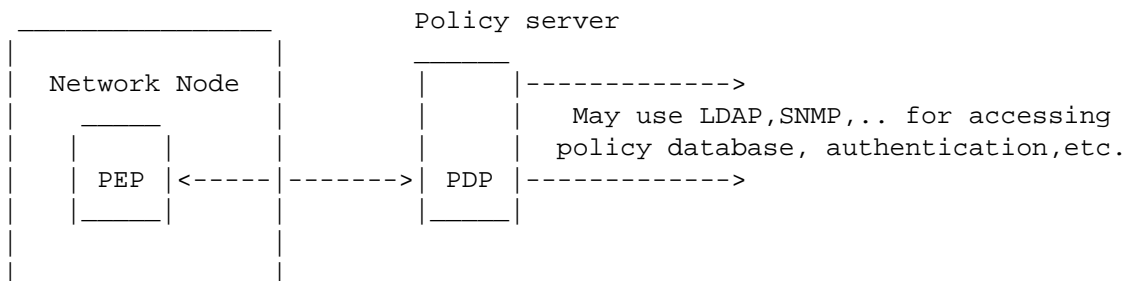 Policy server
Network Node
May use LDAP,SNMP,.. for accessing
policy database, authentication,etc.
PEP
PDP